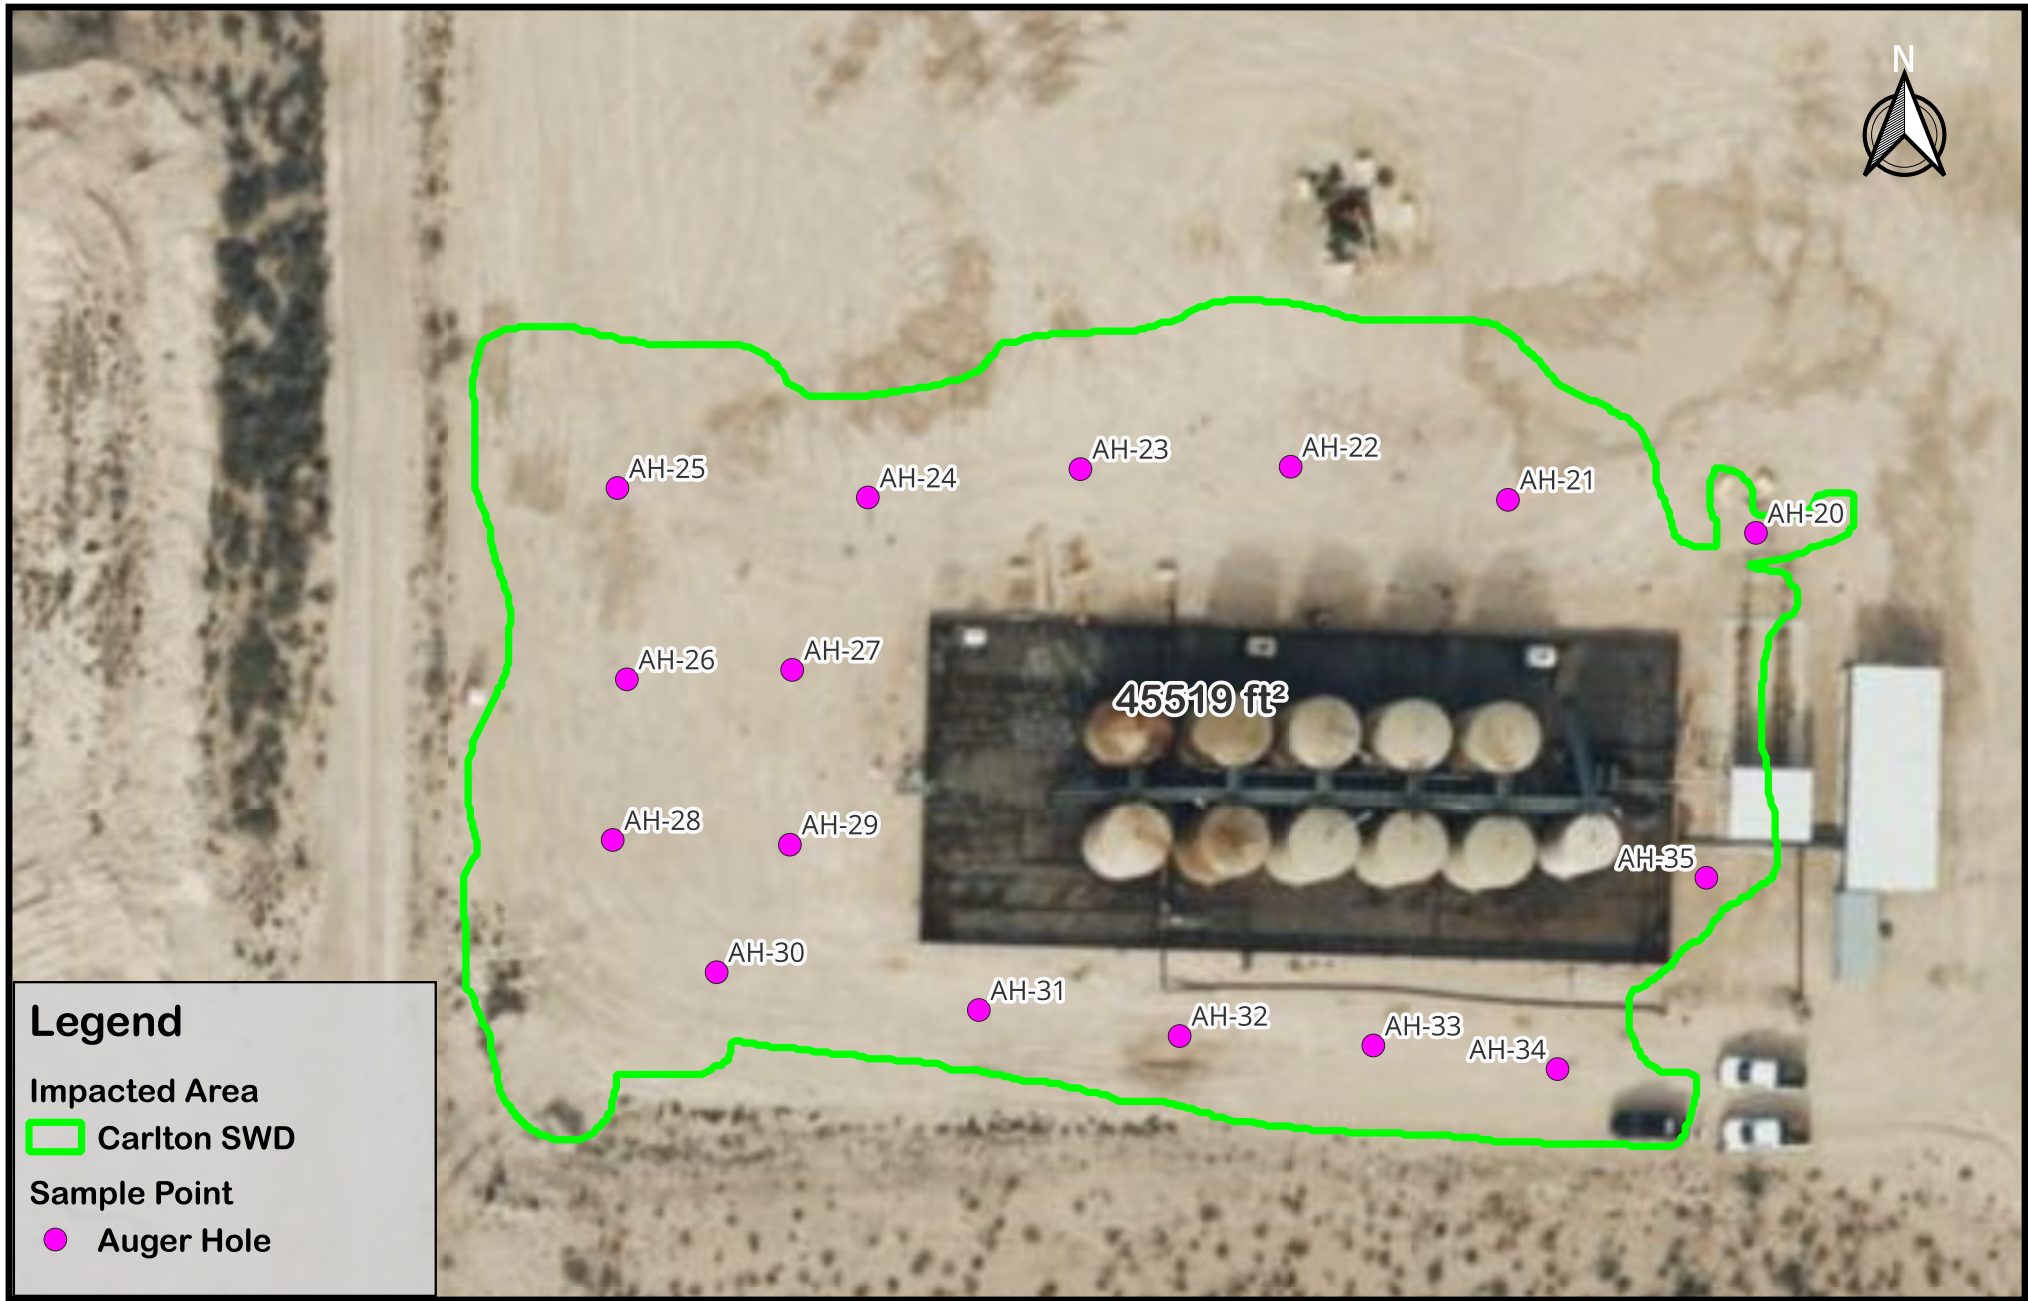 N
AH-25
AH-24
AH-23
AH-22
AH-21
AH-20
AH-26
AH-27
45519 ft²
AH-28
AH-29
AH-35
AH-30
AH-31
AH-32
AH-33
AH-34
Legend
Impacted Area
Carlton SWD
Sample Point
Auger Hole